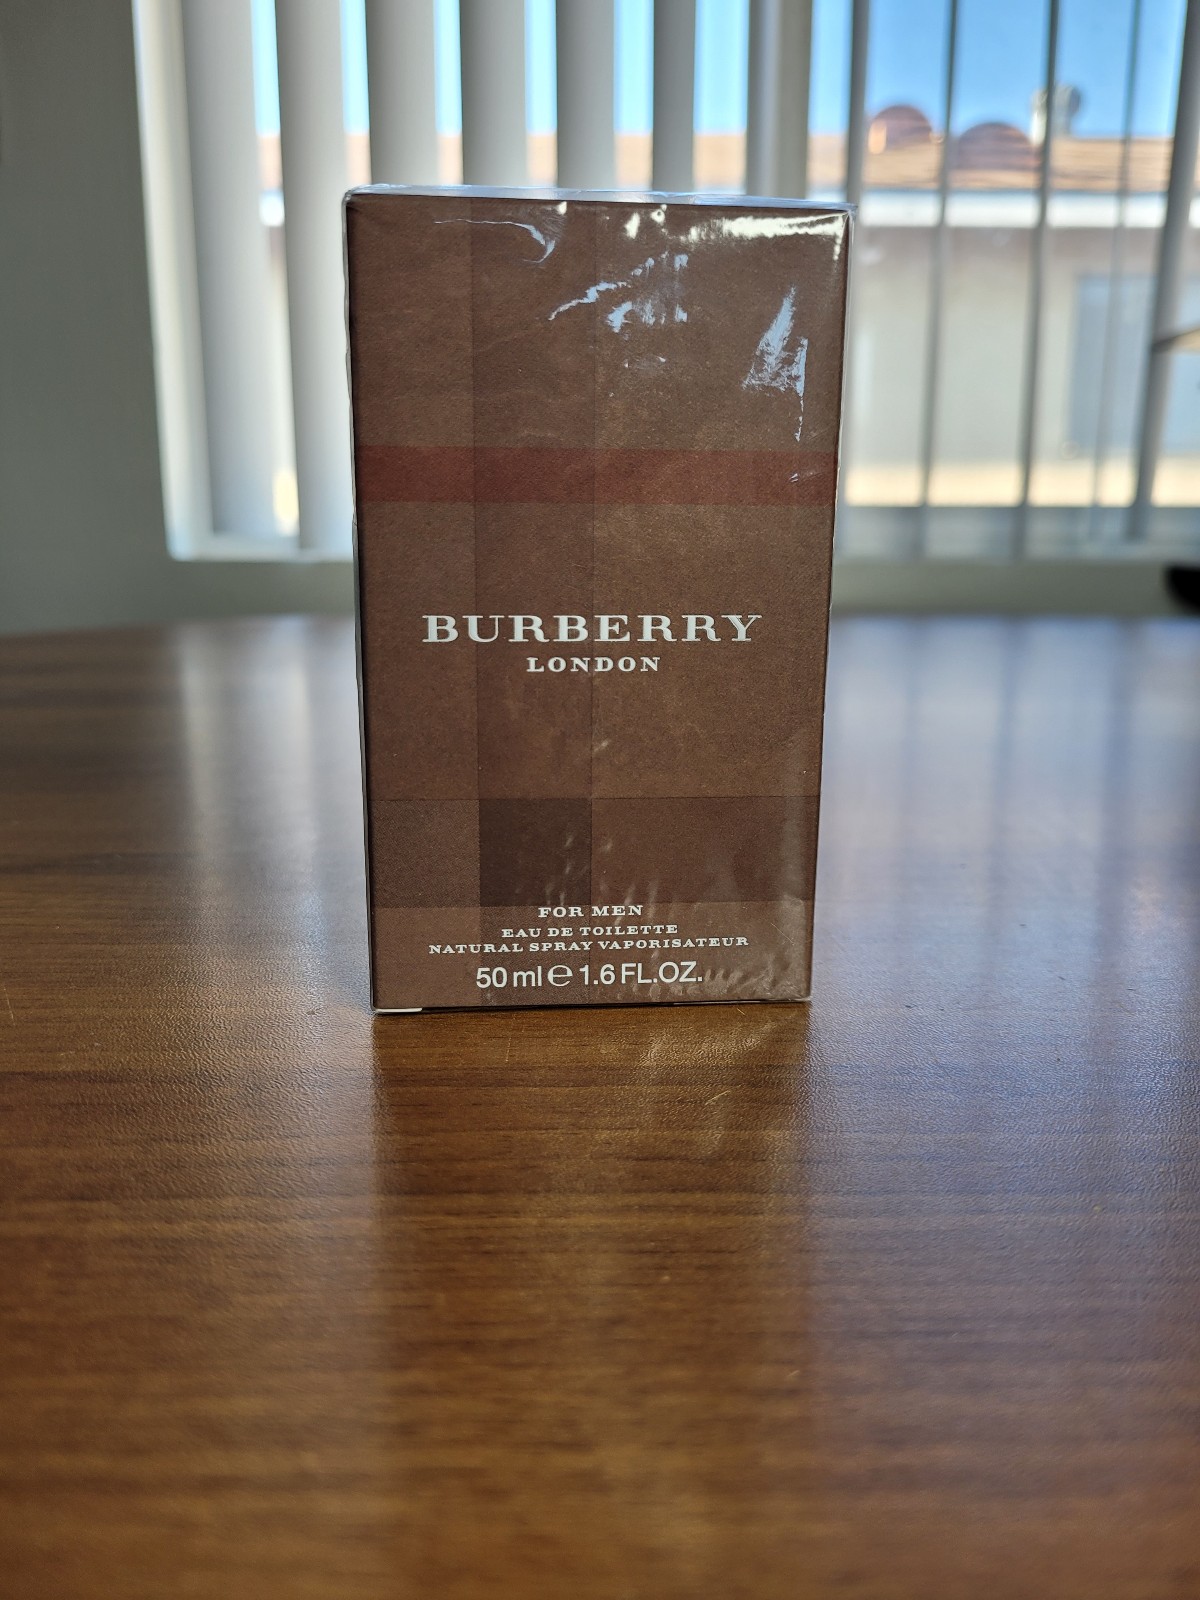 BURBERRY
LONDON
FOR MEN
EAU DE TOILETTE
NATURAL SPRAY VAPORISATEUR
50 ml ℮ 1.6 FL.OZ.